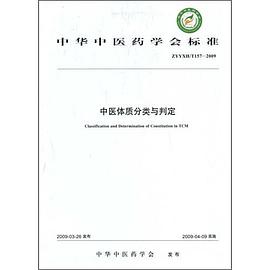 中华中医药学会标准
ZYYXH/T157—2009
中医体质分类与判定
Classification and Determination of Constitution in TCM
2009-03-26 发布
2009-04-09 实施
中华中医药学会 发布